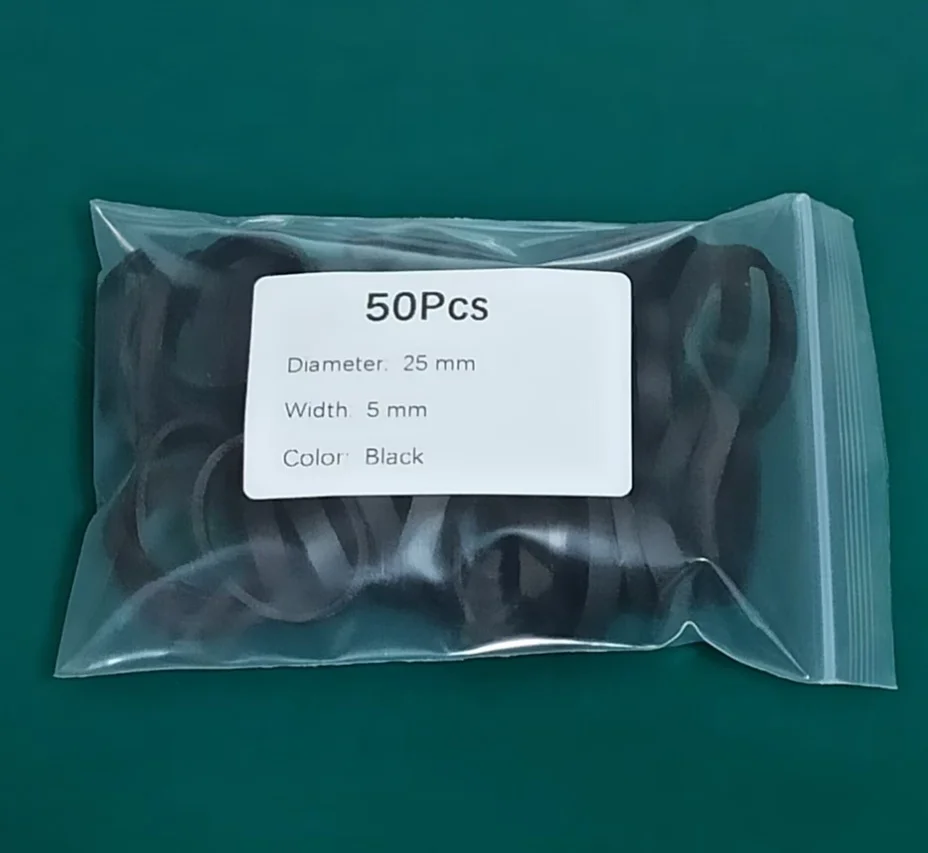 50Pcs
Diameter: 25 mm
Width: 5 mm
Color: Black